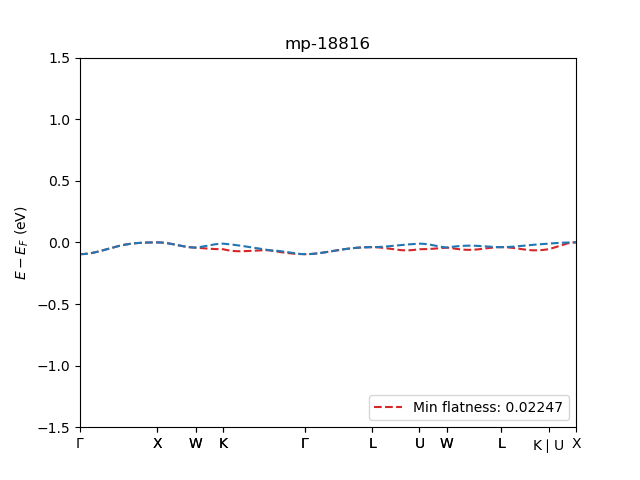 mp-18816
1.5
1.0
0.5
0.0
−0.5
−1.0
−1.5
E − E_F (eV)
Min flatness: 0.02247
Γ X W K Γ L U W L K | U X